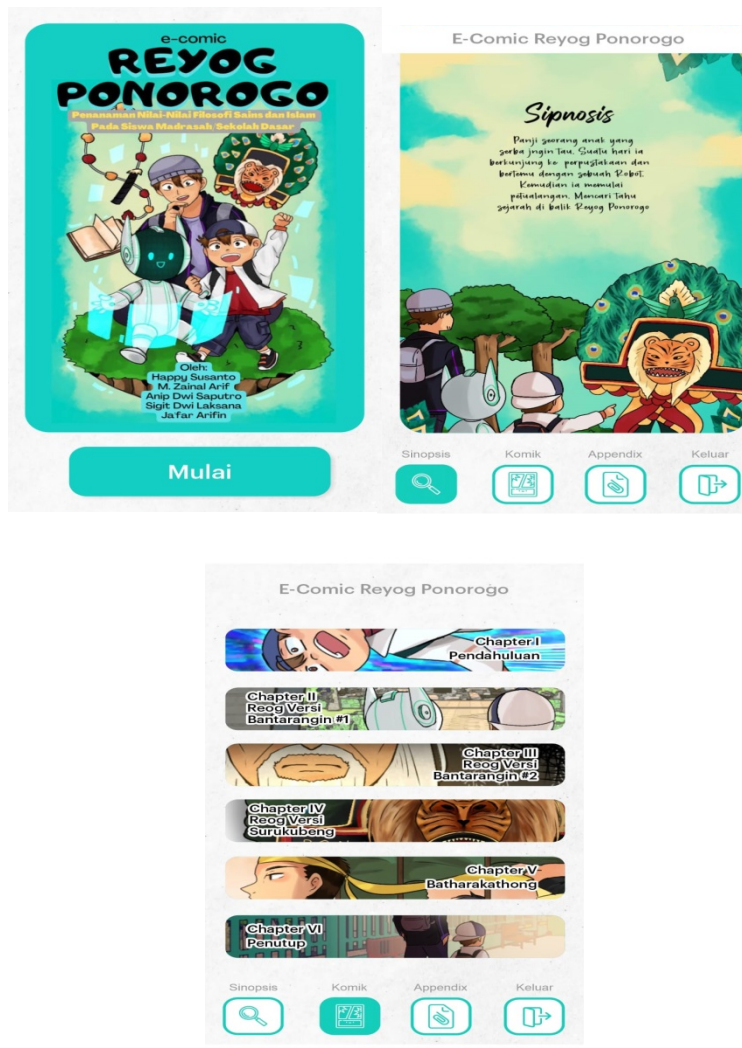 e-comic
REYOG
PONOROGO
Penanaman Nilai-Nilai Filosofi Sains dan Islam
Pada Siswa Madrasah/Sekolah Dasar
Oleh:
Happy Susanto
M. Zainal Arif
Anip Dwi Saputro
Sigit Dwi Laksana
Ja'far Arifin
Mulai
E-Comic Reyog Ponorogo
Sipnosis
Panji seorang anak yang
serba ingin tau. Suatu hari ia
berkunjung ke perpustakaan dan
bertemu dengan sebuah Robot.
Kemudian ia memulai
petualangan. Mencari tahu
sejarah di balik Reyog Ponorogo
Sinopsis
Komik
Appendix
Keluar
E-Comic Reyog Ponorogo
Chapter I
Pendahuluan
Chapter II
Reog Versi
Bantarangin #1
Chapter III
Reog Versi
Bantarangin #2
Chapter IV
Reog Versi
Surukubeng
Chapter V-
Batharakathong
Chapter VI
Penutup
Sinopsis
Komik
Appendix
Keluar